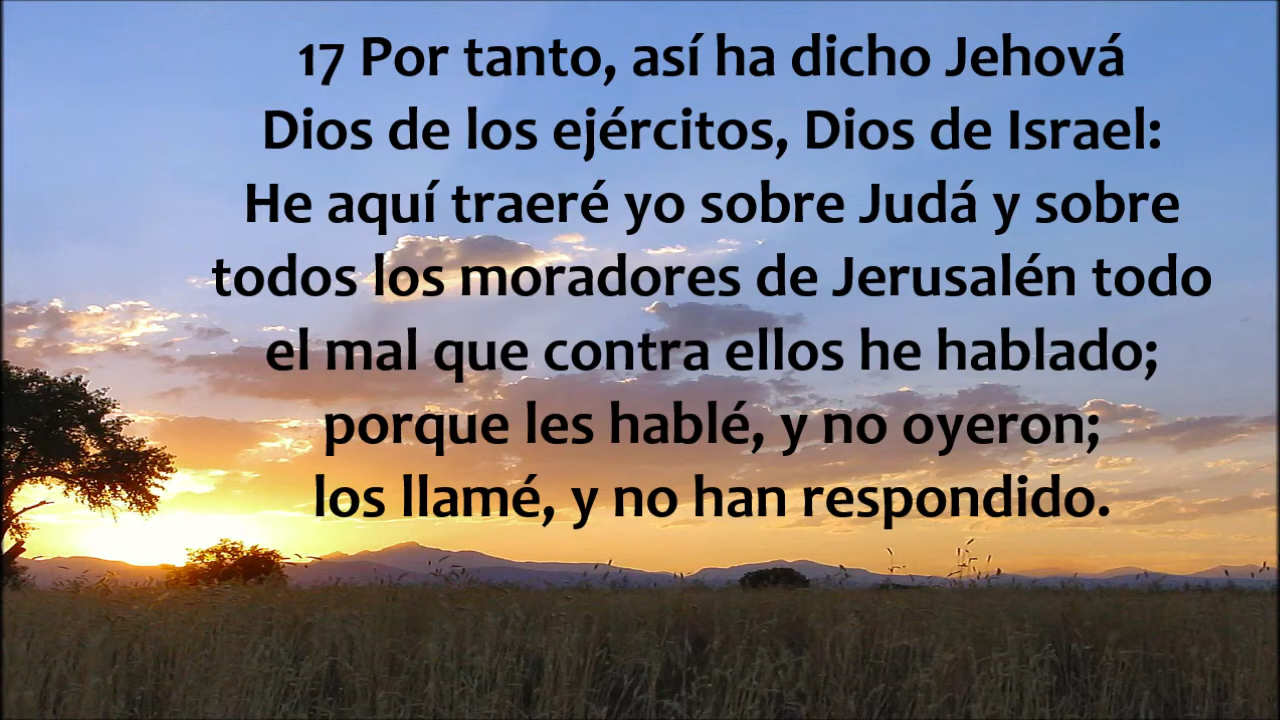 17 Por tanto, así ha dicho Jehová
Dios de los ejércitos, Dios de Israel:
He aquí traeré yo sobre Judá y sobre
todos los moradores de Jerusalén todo
el mal que contra ellos he hablado;
porque les hablé, y no oyeron;
los llamé, y no han respondido.